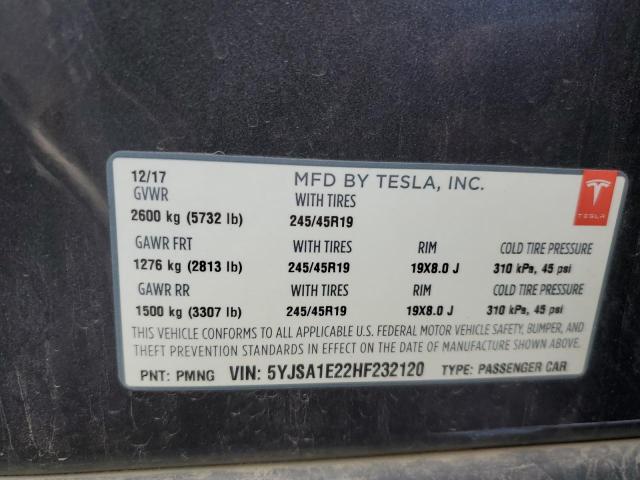 12/17 MFD BY TESLA, INC.
GVWR WITH TIRES
2600 kg (5732 lb) 245/45R19
TESLA
GAWR FRT WITH TIRES RIM COLD TIRE PRESSURE
1276 kg (2813 lb) 245/45R19 19X8.0 J 310 kPs, 45 psi
GAWR RR WITH TIRES RIM COLD TIRE PRESSURE
1500 kg (3307 lb) 245/45R19 19X8.0 J 310 kPs, 45 psi
THIS VEHICLE CONFORMS TO ALL APPLICABLE U.S. FEDERAL MOTOR VEHICLE SAFETY, BUMPER, AND
THEFT PREVENTION STANDARDS IN EFFECT ON THE DATE OF MANUFACTURE SHOWN ABOVE.
PNT: PMNG VIN: 5YJSA1E22HF232120 TYPE: PASSENGER CAR